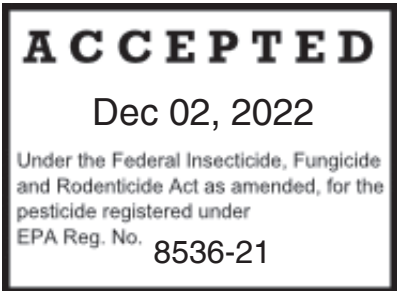 ACCEPTED
Dec 02, 2022
Under the Federal Insecticide, Fungicide
and Rodenticide Act as amended, for the
pesticide registered under
EPA Reg. No. 8536-21